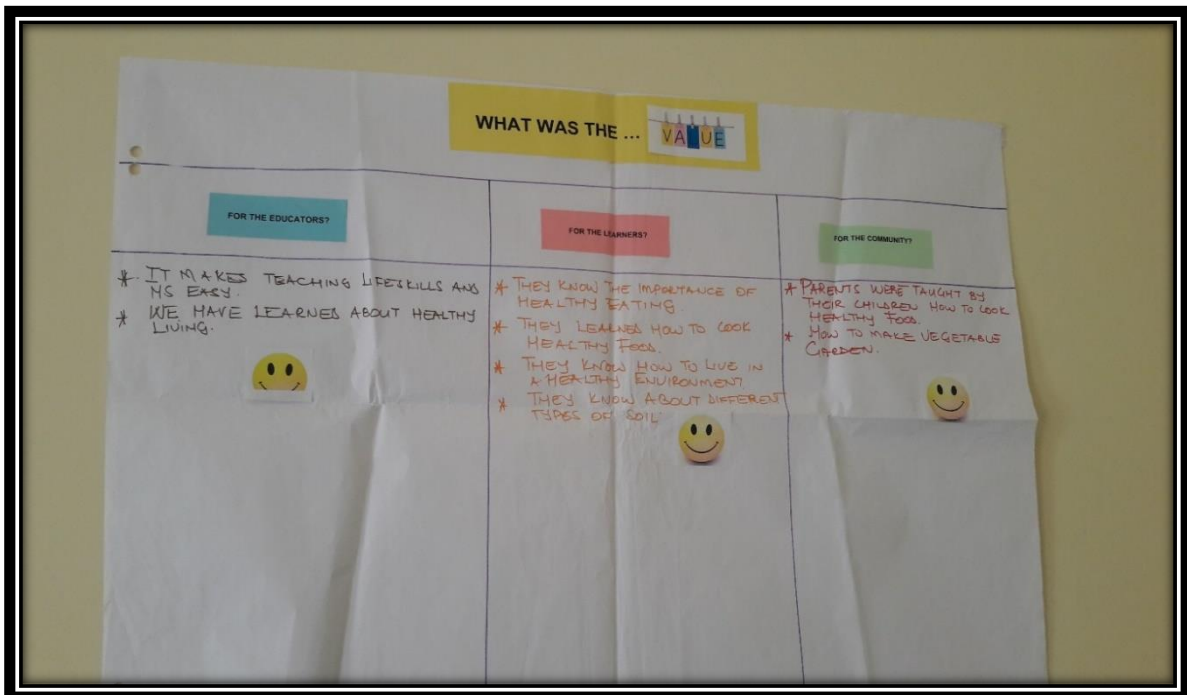 WHAT WAS THE ... VALUE
FOR THE EDUCATORS?
* IT MAKES TEACHING LIFESKILLS AND
NS EASY.
* WE HAVE LEARNED ABOUT HEALTHY
LIVING.
FOR THE LEARNERS?
* THEY KNOW THE IMPORTANCE OF
HEALTHY EATING
* THEY LEARNED HOW TO COOK
HEALTHY FOOD.
* THEY KNOW HOW TO LIVE IN
A HEALTHY ENVIRONMENT.
* THEY KNOW ABOUT DIFFERENT
TYPES OF SOIL
FOR THE COMMUNITY?
* PARENTS WERE TAUGHT BY
THEIR CHILDREN HOW TO COOK
HEALTHY FOOD.
* HOW TO MAKE VEGETABLE
GARDEN.